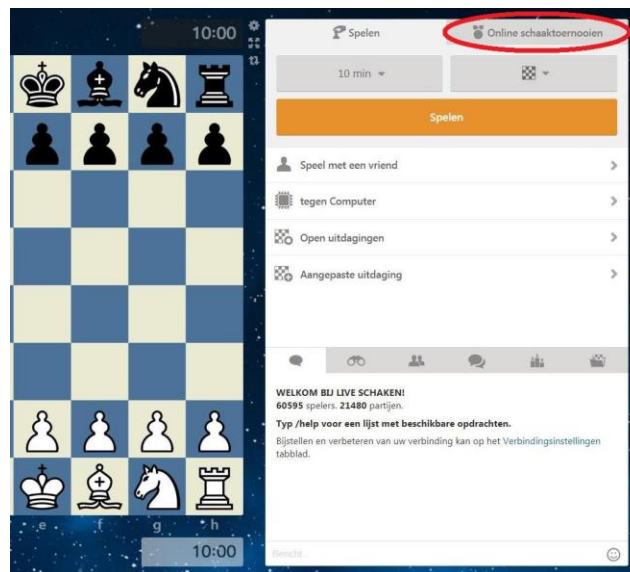 10:00
Spelen
Online schaaktoernooien
10 min
Spelen
Speel met een vriend
tegen Computer
Open uitdagingen
Aangepaste uitdaging
WELKOM BIJ LIVE SCHAKEN!
60595 spelers. 21480 partijen.
Typ /help voor een lijst met beschikbare opdrachten.
Bijstellen en verbeteren van uw verbinding kan op het Verbindingsinstellingen
tabblad.
e f g h
10:00
Bericht...